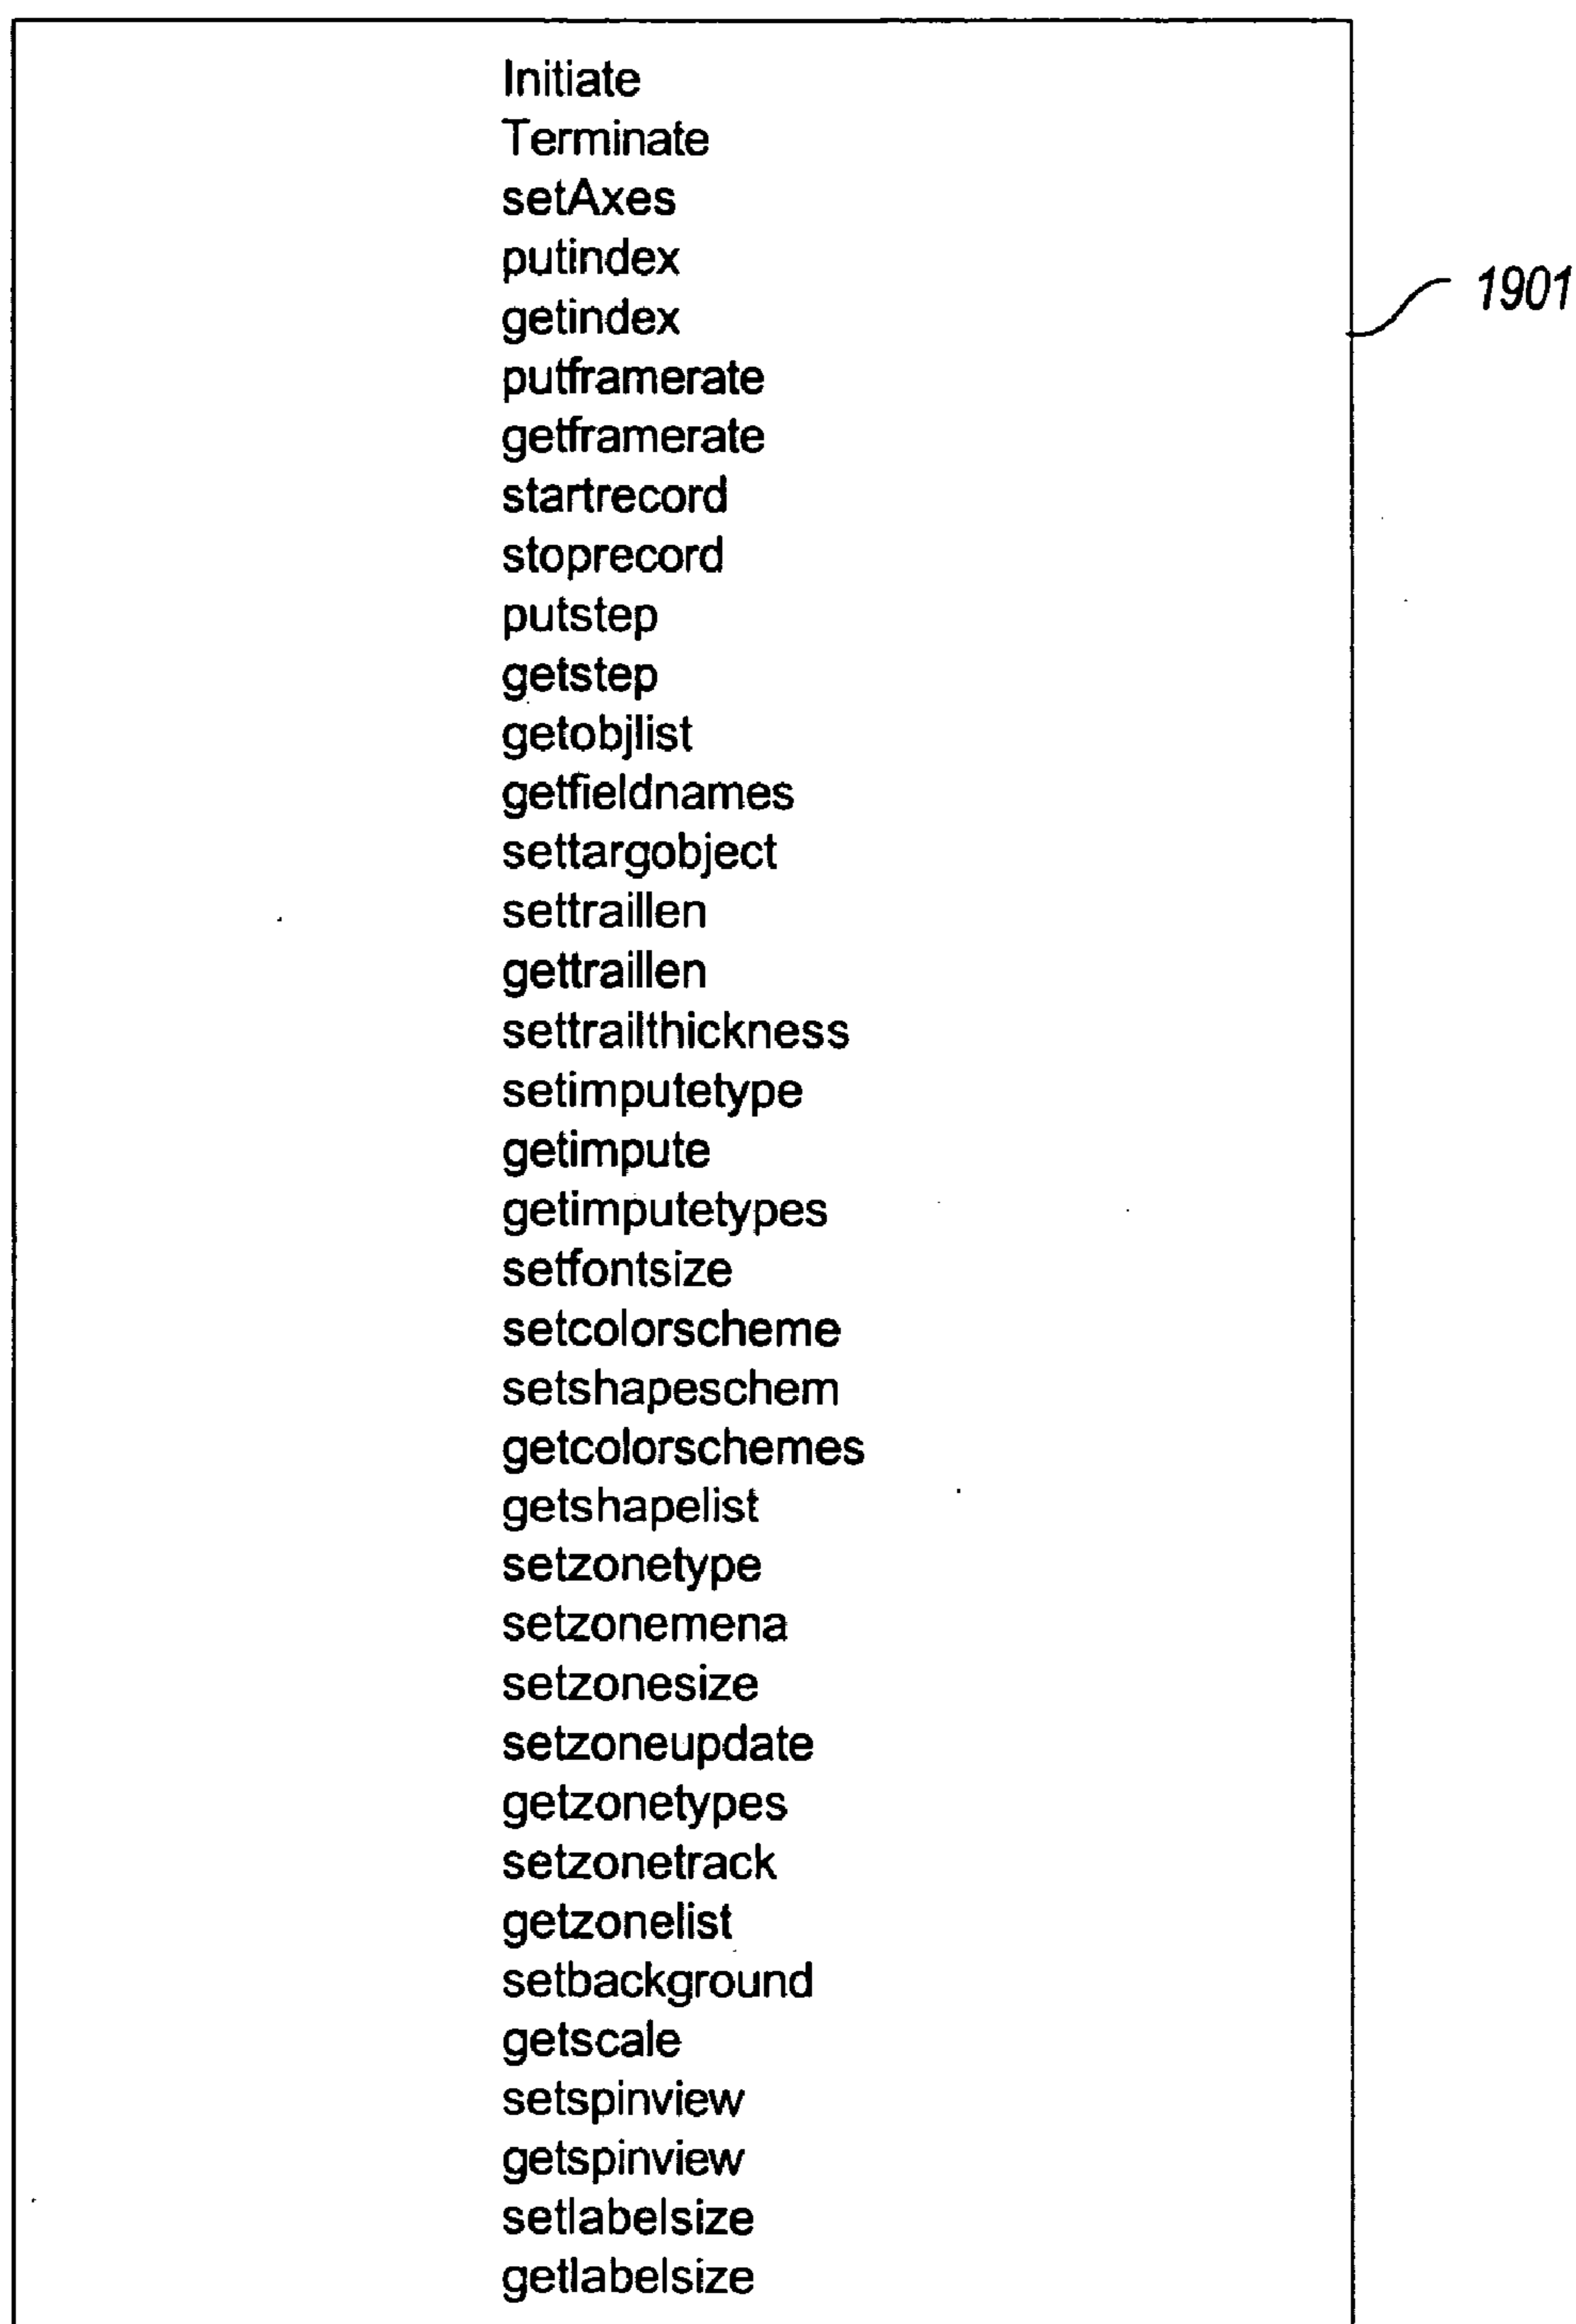 Initiate
Terminate
setAxes
putindex
getindex
1901
putframerate
getframerate
startrecord
stoprecord
putstep
getstep
getobjlist
getfieldnames
settargobject
settraillen
gettraillen
settrailthickness
setimputetype
getimpute
getimputetypes
setfontsize
setcolorscheme
setshapeschem
getcolorschemes
getshapelist
setzonetype
setzonemena
setzonesize
setzoneupdate
getzonetypes
setzonetrack
getzonelist
setbackground
getscale
setspinview
getspinview
setlabelsize
getlabelsize